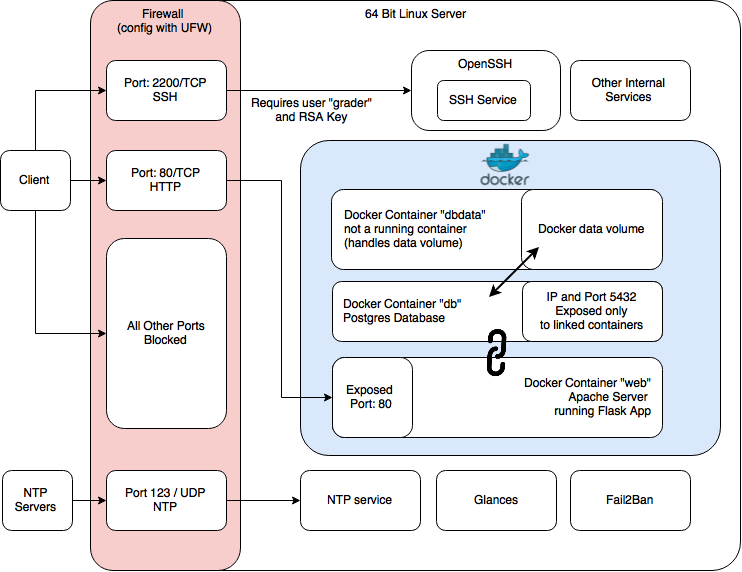 Firewall
(config with UFW)
64 Bit Linux Server
Port: 2200/TCP
SSH
Requires user "grader"
and RSA Key
OpenSSH
SSH Service
Other Internal
Services
Client
Port: 80/TCP
HTTP
docker
Docker Container "dbdata"
not a running container
(handles data volume)
Docker data volume
Docker Container "db"
Postgres Database
IP and Port 5432
Exposed only
to linked containers
All Other Ports
Blocked
Exposed
Port: 80
Docker Container "web"
Apache Server
running Flask App
NTP
Servers
Port 123 / UDP
NTP
NTP service
Glances
Fail2Ban